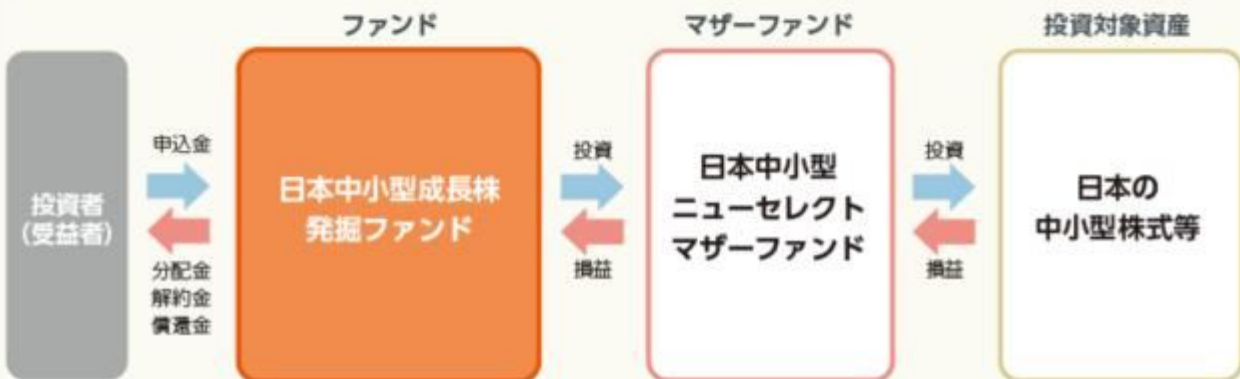 ファンド
マザーファンド
投資対象資産
投資者
(受益者)
申込金
分配金
解約金
償還金
日本中小型成長株
発掘ファンド
投資
損益
日本中小型
ニューセレクト
マザーファンド
投資
損益
日本の
中小型株式等